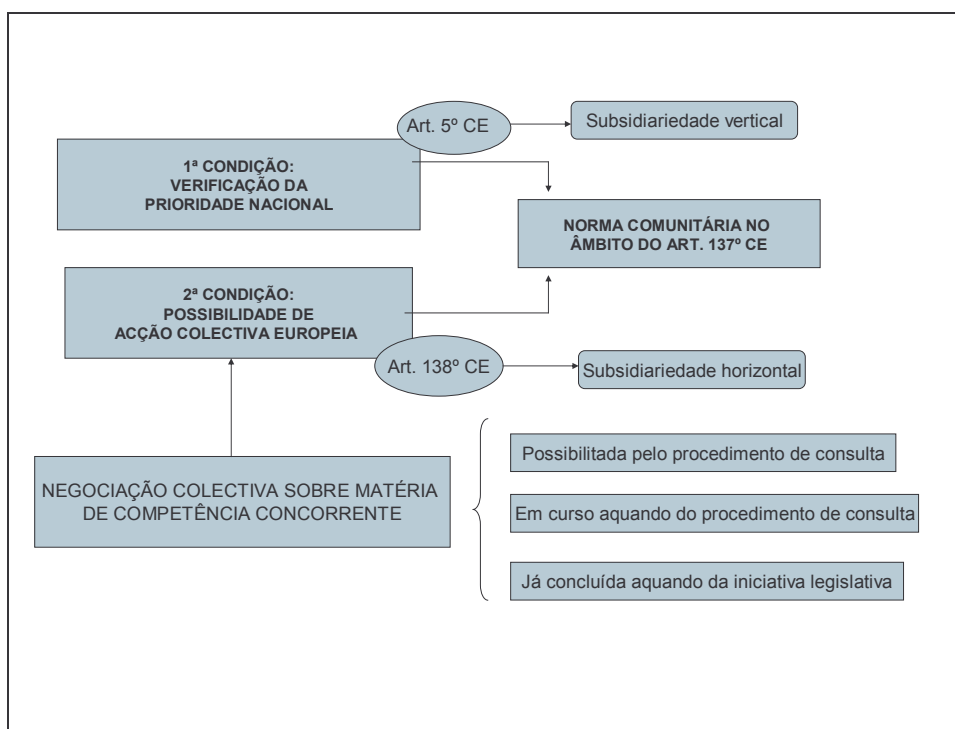 Art. 5º CE
Subsidiariedade vertical
1ª CONDIÇÃO:
VERIFICAÇÃO DA
PRIORIDADE NACIONAL
NORMA COMUNITÁRIA NO
ÂMBITO DO ART. 137º CE
2ª CONDIÇÃO:
POSSIBILIDADE DE
ACÇÃO COLECTIVA EUROPEIA
Art. 138º CE
Subsidiariedade horizontal
NEGOCIAÇÃO COLECTIVA SOBRE MATÉRIA
DE COMPETÊNCIA CONCORRENTE
Possibilitada pelo procedimento de consulta
Em curso aquando do procedimento de consulta
Já concluída aquando da iniciativa legislativa